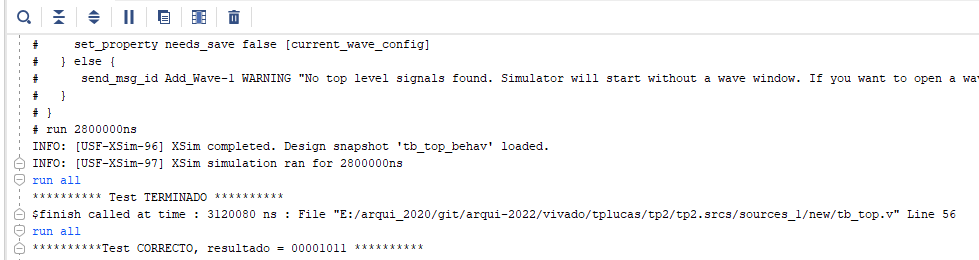 #     set_property needs_save false [current_wave_config]
#   } else {
#      send_msg_id Add_Wave-1 WARNING "No top level signals found. Simulator will start without a wave window. If you want to open a wav
#   }
# }
# run 2800000ns
INFO: [USF-XSim-96] XSim completed. Design snapshot 'tb_top_behav' loaded.
INFO: [USF-XSim-97] XSim simulation ran for 2800000ns
run all
********** Test TERMINADO **********
$finish called at time : 3120080 ns : File "E:/arqui_2020/git/arqui-2022/vivado/tplucas/tp2/tp2.srcs/sources_1/new/tb_top.v" Line 56
run all
**********Test CORRECTO, resultado = 00001011 **********